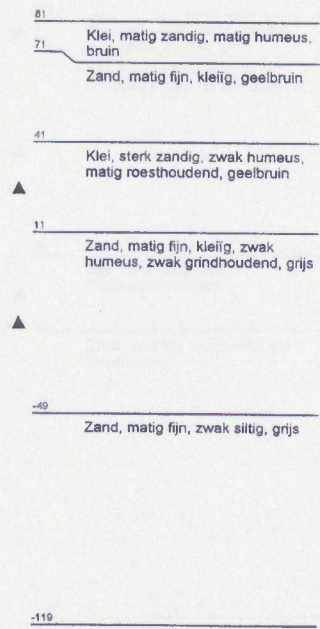 81
Klei, matig zandig, matig humeus,
bruin
71
Zand, matig fijn, kleiïg, geelbruin
41
Klei, sterk zandig, zwak humeus,
matig roesthoudend, geelbruin
11
Zand, matig fijn, kleiïg, zwak
humeus, zwak grindhoudend, grijs
-49
Zand, matig fijn, zwak siltig, grijs
-119